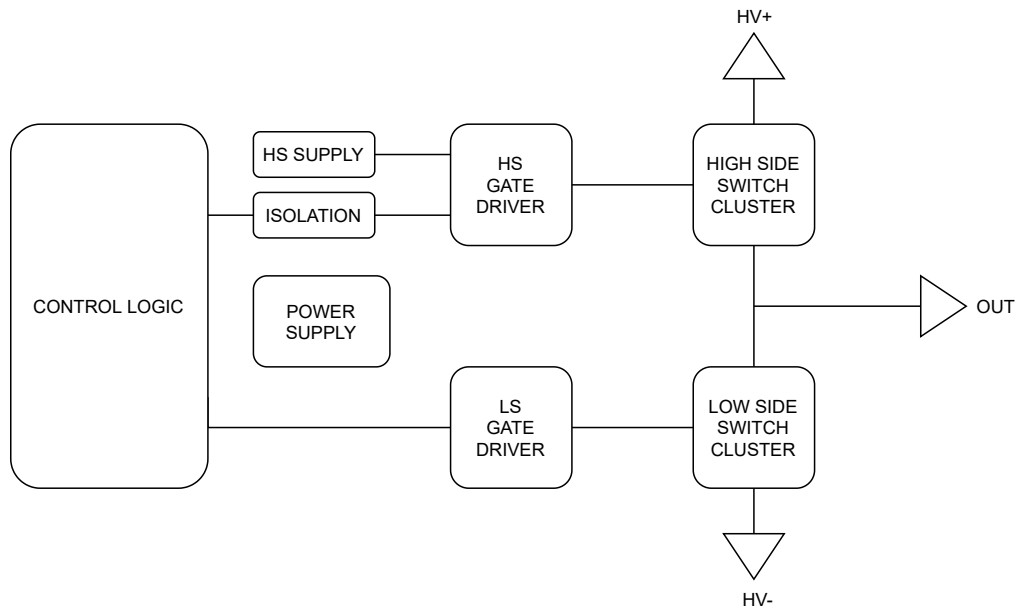 HV+
HS SUPPLY
ISOLATION
HS
GATE
DRIVER
HIGH SIDE
SWITCH
CLUSTER
CONTROL LOGIC
POWER
SUPPLY
OUT
LS
GATE
DRIVER
LOW SIDE
SWITCH
CLUSTER
HV-